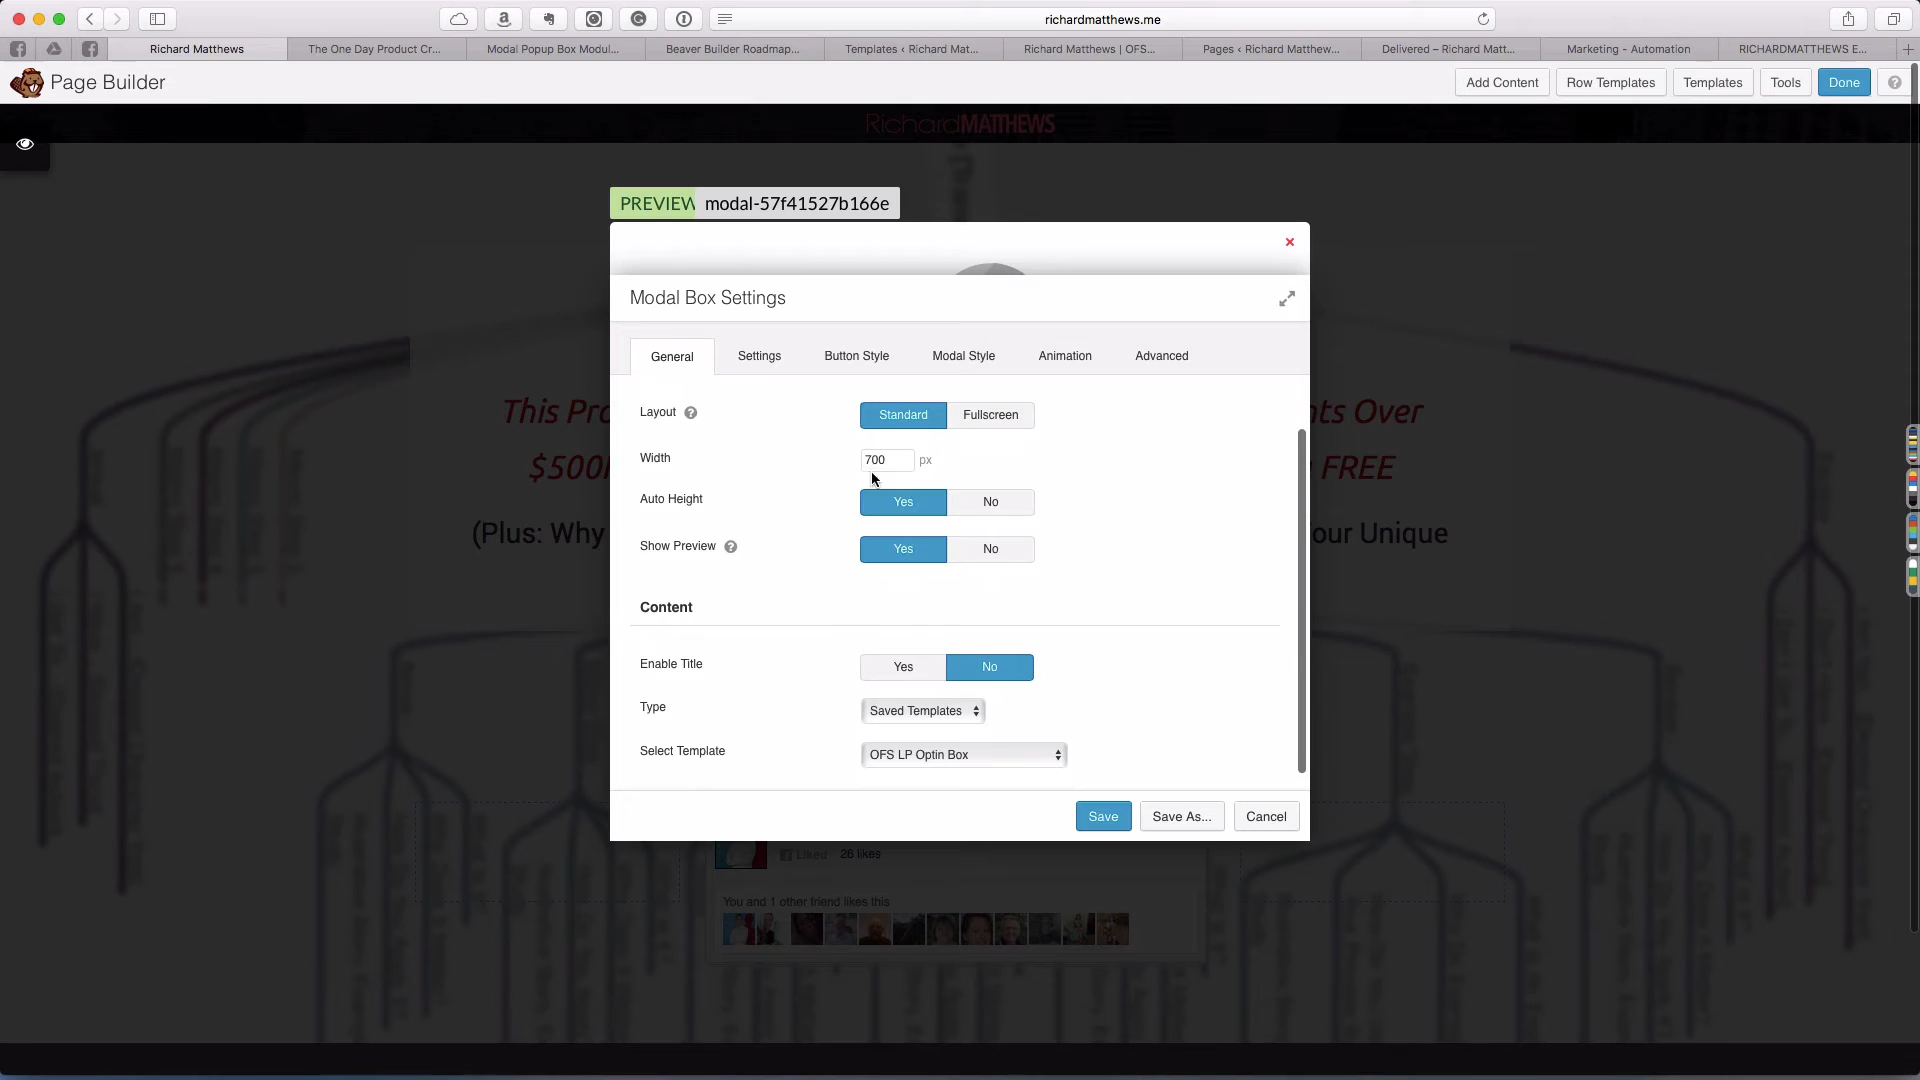 richardmatthews.me
Richard Matthews
The One Day Product Cr...
Modal Popup Box Modul...
Beaver Builder Roadmap...
Templates ‹ Richard Mat...
Richard Matthews | OFS...
Pages ‹ Richard Matthew...
Delivered – Richard Matt...
Marketing - Automation
RICHARDMATTHEWS E...
Page Builder
Add Content
Row Templates
Templates
Tools
Done
RichardMATTHEWS
PREVIEW modal-57f41527b166e
Modal Box Settings
General
Settings
Button Style
Modal Style
Animation
Advanced
Layout
Standard
Fullscreen
Width
700 px
Auto Height
Yes
No
Show Preview
Yes
No
Content
Enable Title
Yes
No
Type
Saved Templates
Select Template
OFS LP Optin Box
Save
Save As...
Cancel
Over
FREE
(Plus: Why
Unique
Liked 26 likes
You and 1 other friend likes this